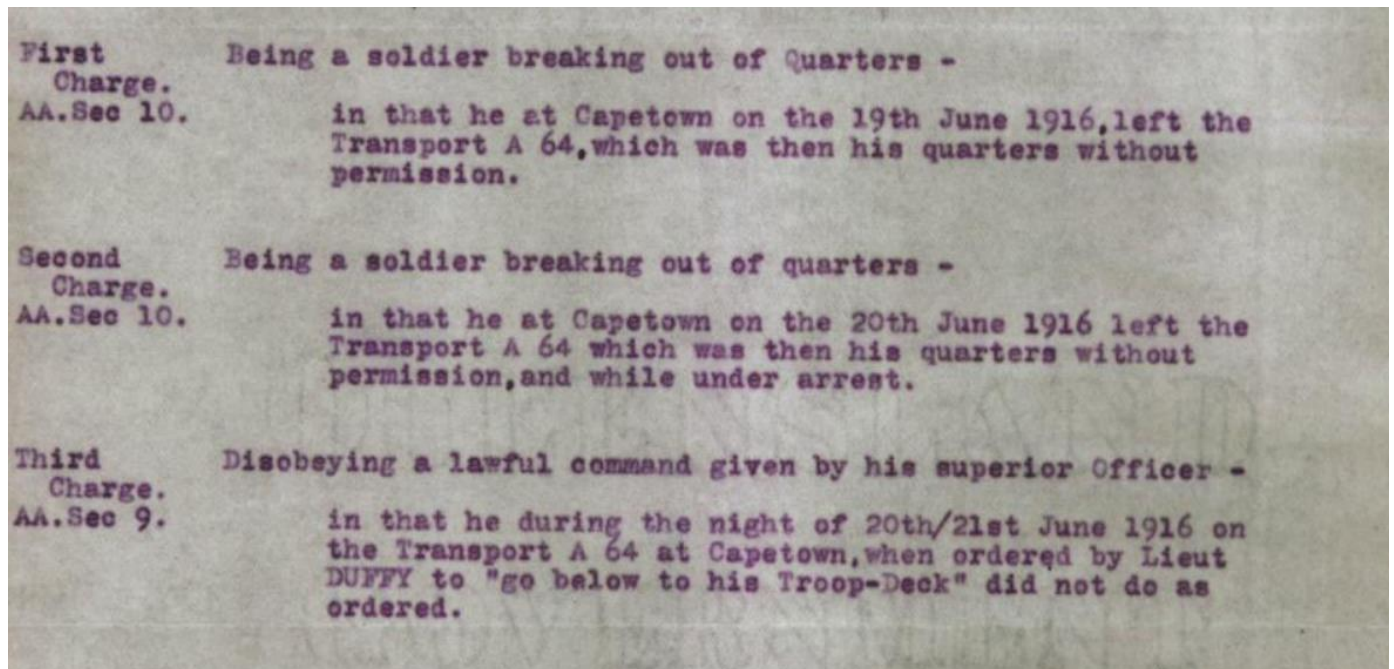 First Being a soldier breaking out of Quarters -
Charge.
AA.Sec 10. in that he at Capetown on the 19th June 1916,left the
Transport A 64,which was then his quarters without
permission.
Second Being a soldier breaking out of quarters -
Charge.
AA.Sec 10. in that he at Capetown on the 20th June 1916 left the
Transport A 64 which was then his quarters without
permission,and while under arrest.
Third Disobeying a lawful command given by his superior Officer -
Charge.
AA.Sec 9. in that he during the night of 20th/21st June 1916 on
the Transport A 64 at Capetown,when ordered by Lieut
DUFFY to "go below to his Troop-Deck" did not do as
ordered.